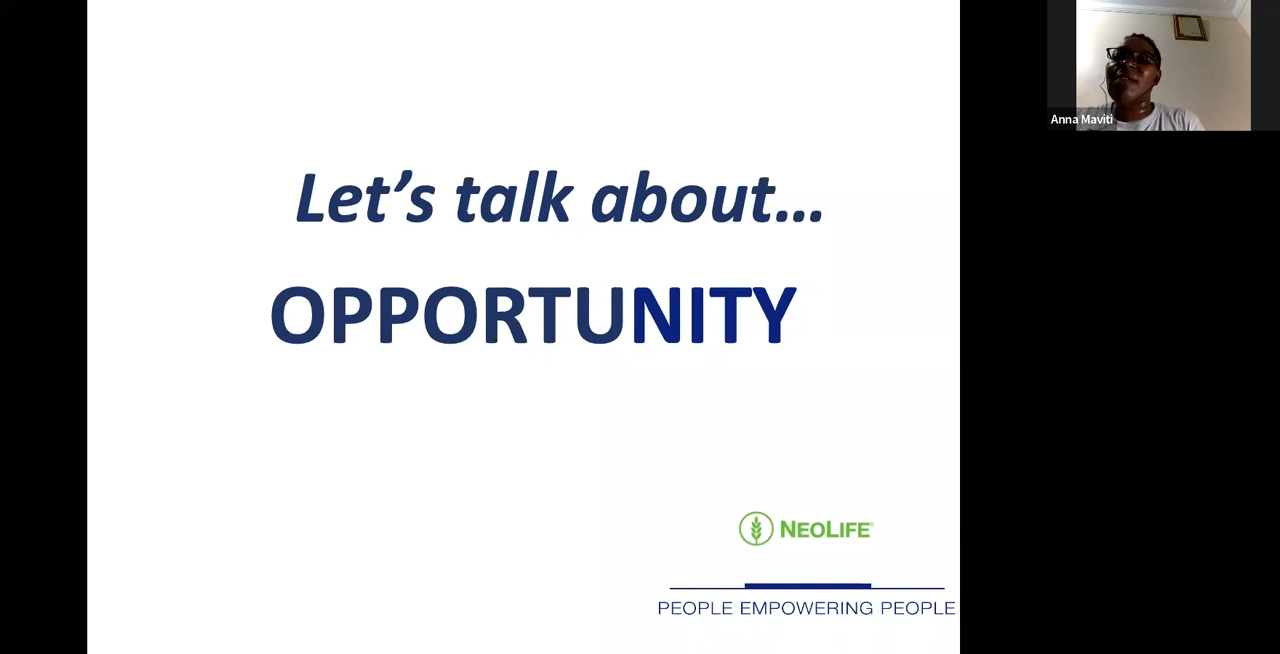 Let's talk about...
OPPORTUNITY
NEOLIFE®
PEOPLE EMPOWERING PEOPLE
Anna Maviti